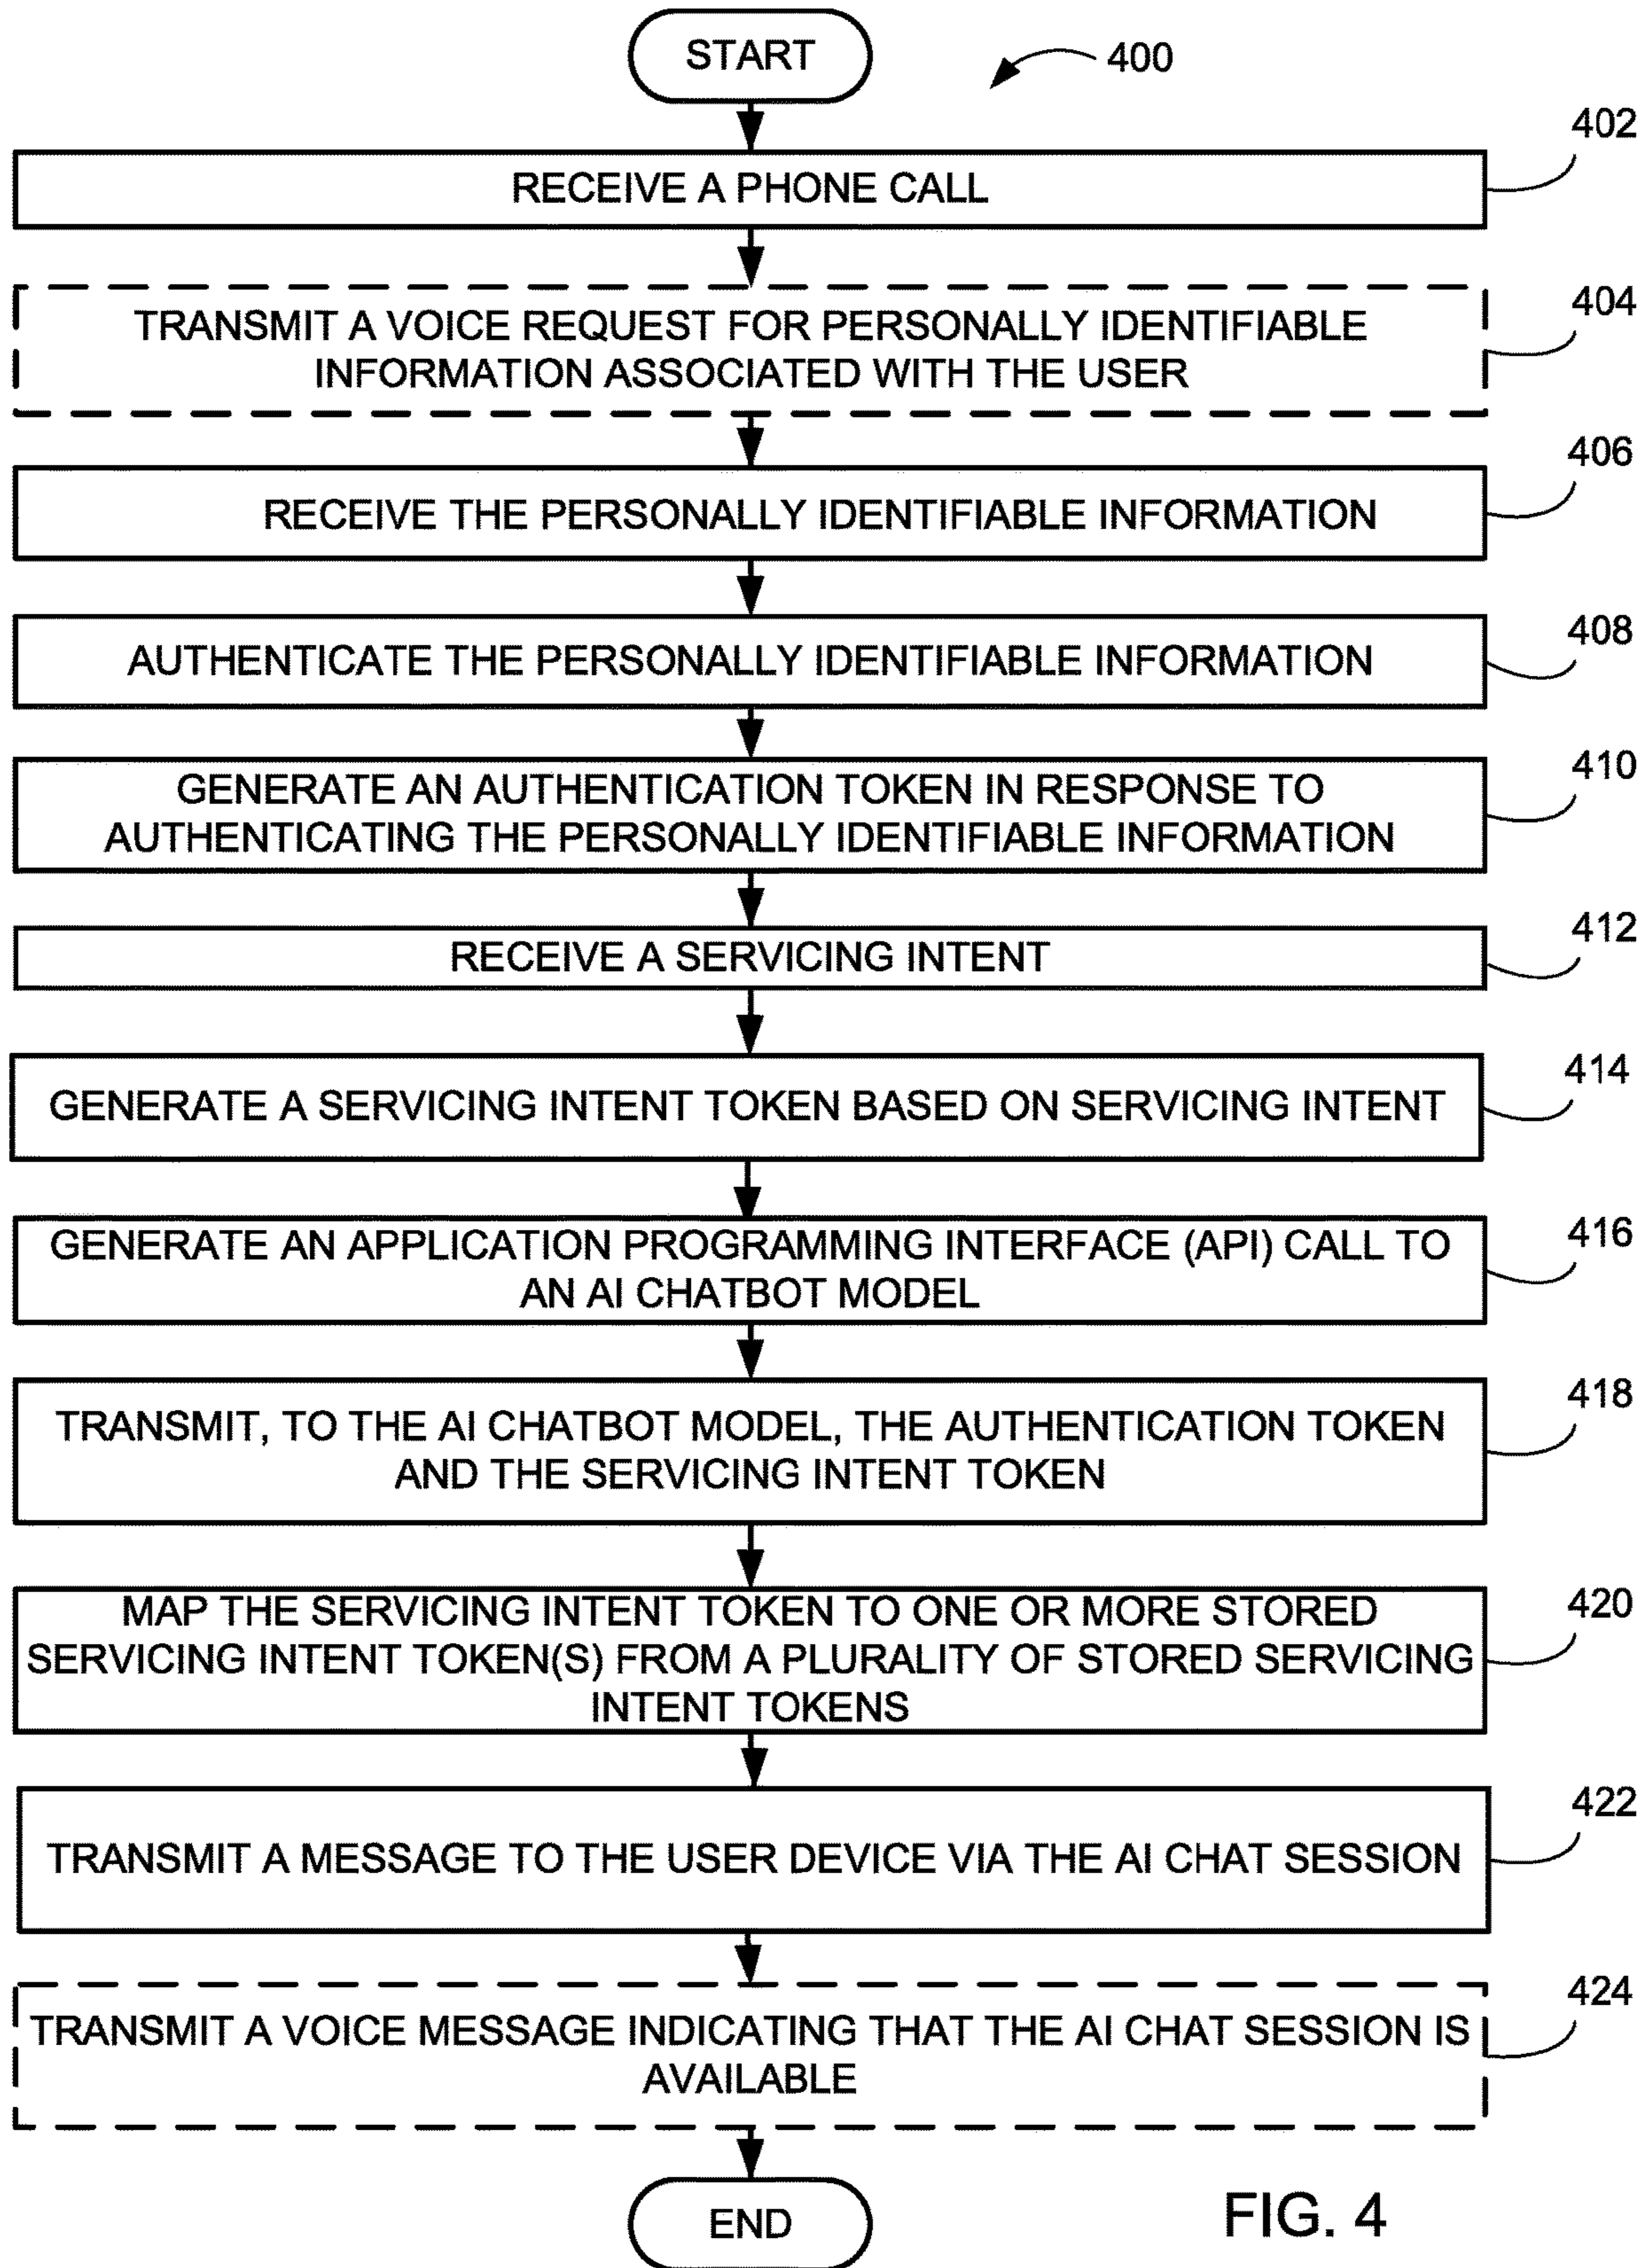 START
400
402
RECEIVE A PHONE CALL
404
TRANSMIT A VOICE REQUEST FOR PERSONALLY IDENTIFIABLE
INFORMATION ASSOCIATED WITH THE USER
406
RECEIVE THE PERSONALLY IDENTIFIABLE INFORMATION
408
AUTHENTICATE THE PERSONALLY IDENTIFIABLE INFORMATION
410
GENERATE AN AUTHENTICATION TOKEN IN RESPONSE TO
AUTHENTICATING THE PERSONALLY IDENTIFIABLE INFORMATION
412
RECEIVE A SERVICING INTENT
414
GENERATE A SERVICING INTENT TOKEN BASED ON SERVICING INTENT
416
GENERATE AN APPLICATION PROGRAMMING INTERFACE (API) CALL TO
AN AI CHATBOT MODEL
418
TRANSMIT, TO THE AI CHATBOT MODEL, THE AUTHENTICATION TOKEN
AND THE SERVICING INTENT TOKEN
420
MAP THE SERVICING INTENT TOKEN TO ONE OR MORE STORED
SERVICING INTENT TOKEN(S) FROM A PLURALITY OF STORED SERVICING
INTENT TOKENS
422
TRANSMIT A MESSAGE TO THE USER DEVICE VIA THE AI CHAT SESSION
424
TRANSMIT A VOICE MESSAGE INDICATING THAT THE AI CHAT SESSION IS
AVAILABLE
END
FIG. 4